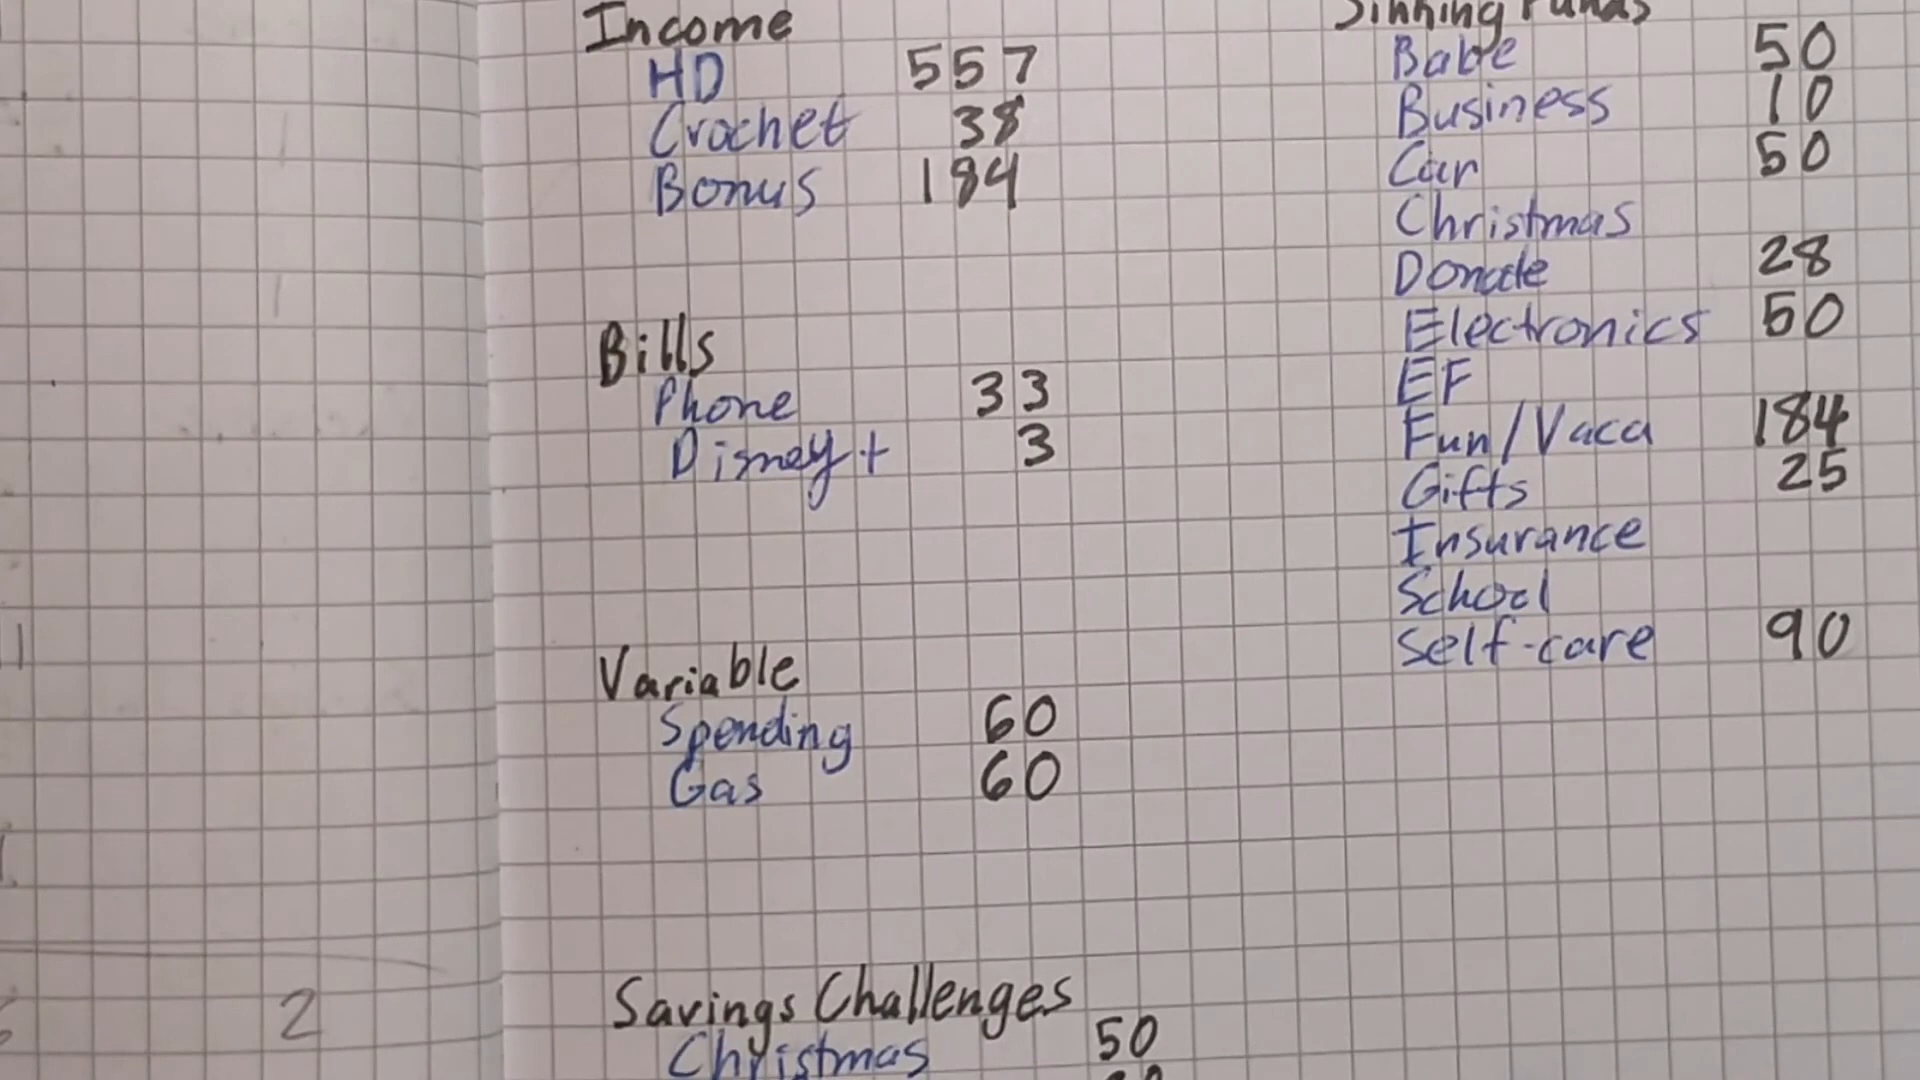 Income
HD 557
Crochet 38
Bonus 184
Bills
Phone 33
Disney+ 3
Variable
Spending 60
Gas 60
Savings Challenges
Christmas 50
Sinking Funds
Babe 50
Business 10
Car 50
Christmas
Donate 28
Electronics 50
EF
Fun/Vaca 184
Gifts 25
Insurance
School
Self-care 90
2